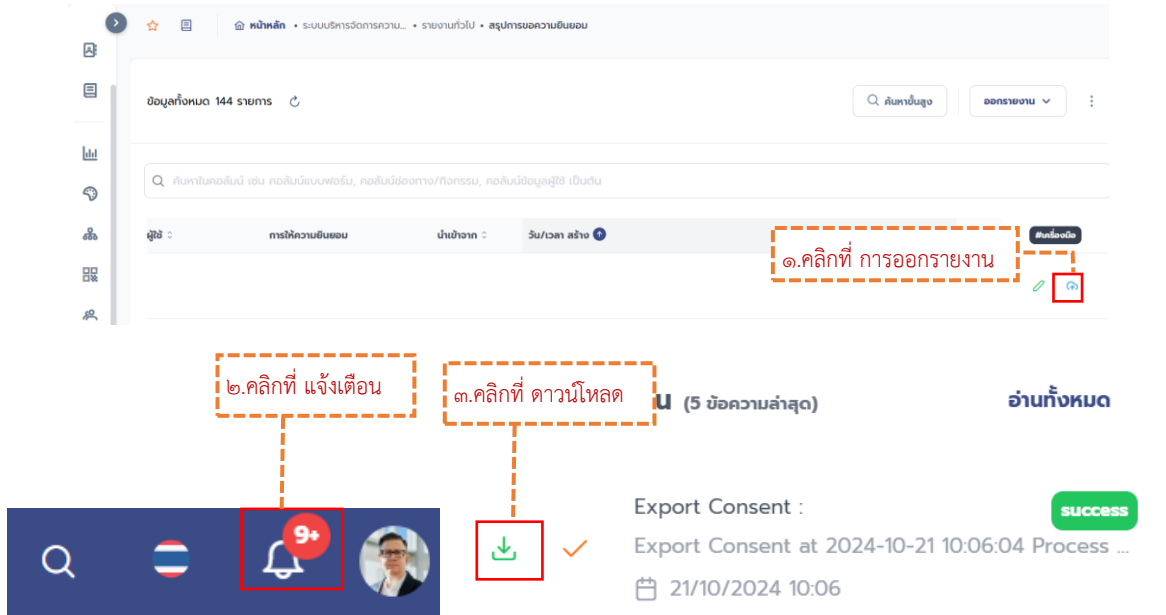 หน้าหลัก • ระบบบริหารจัดการความ... • รายงานทั่วไป • สรุปการขอความยินยอม
ข้อมูลทั้งหมด 144 รายการ
ค้นหาขั้นสูง
ออกรายงาน
ค้นหาในคอลัมน์ เช่น คอลัมน์แบบฟอร์ม, คอลัมน์ช่องทาง/กิจกรรม, คอลัมน์ข้อมูลผู้ใช้ เป็นต้น
ผู้ใช้ การให้ความยินยอม นำเข้าจาก วัน/เวลา สร้าง #เครื่องมือ
๑.คลิกที่ การออกรายงาน
๒.คลิกที่ แจ้งเตือน
๓.คลิกที่ ดาวน์โหลด
น (5 ข้อความล่าสุด) อ่านทั้งหมด
9+
Export Consent :
success
Export Consent at 2024-10-21 10:06:04 Process ...
21/10/2024 10:06